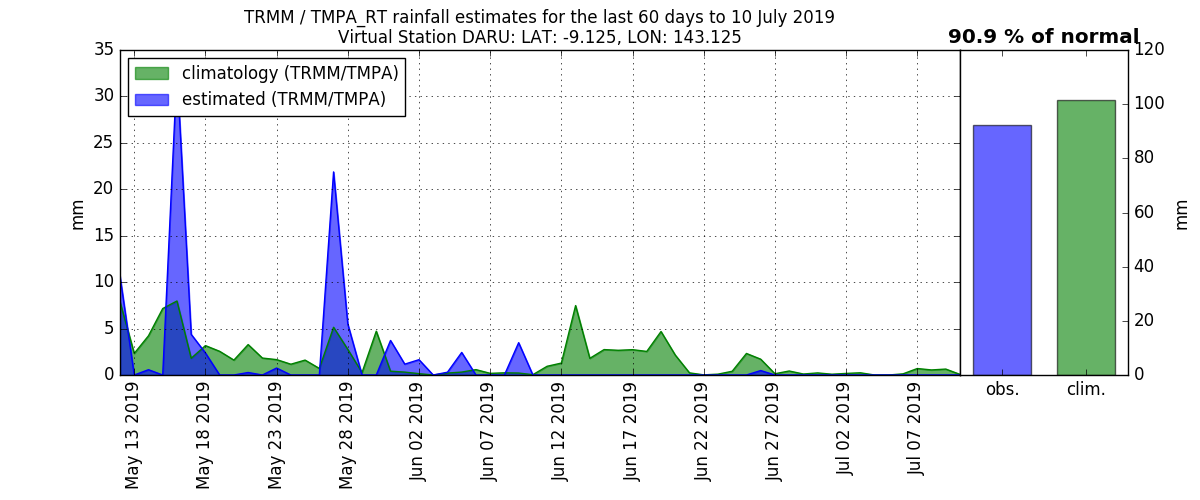 TRMM / TMPA_RT rainfall estimates for the last 60 days to 10 July 2019
Virtual Station DARU: LAT: -9.125, LON: 143.125
90.9 % of normal
climatology (TRMM/TMPA)
estimated (TRMM/TMPA)
35
30
25
20
15
10
5
0
mm
May 13 2019
May 18 2019
May 23 2019
May 28 2019
Jun 02 2019
Jun 07 2019
Jun 12 2019
Jun 17 2019
Jun 22 2019
Jun 27 2019
Jul 02 2019
Jul 07 2019
obs.
clim.
120
100
80
60
40
20
0
mm